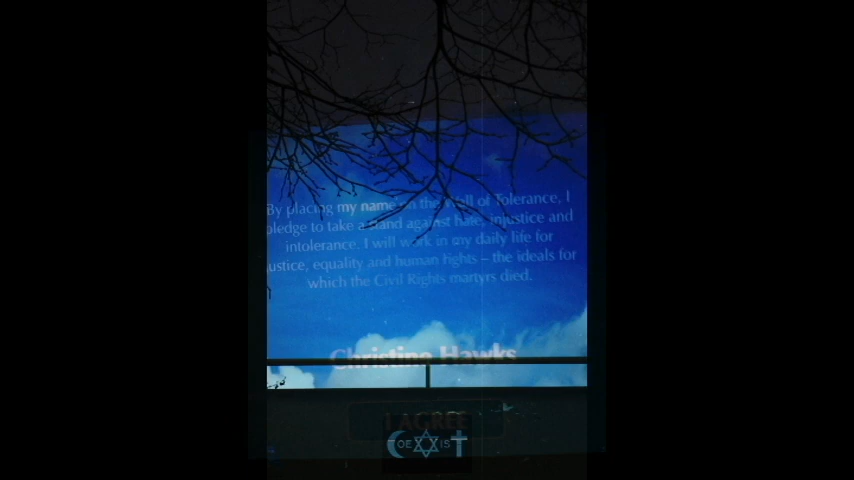 By placing my name on the Wall of Tolerance, I
pledge to take a stand against hate, injustice and
intolerance. I will work in my daily life for
justice, equality and human rights – the ideals for
which the Civil Rights martyrs died.
Christine Hawks
I AGREE
COEXIST